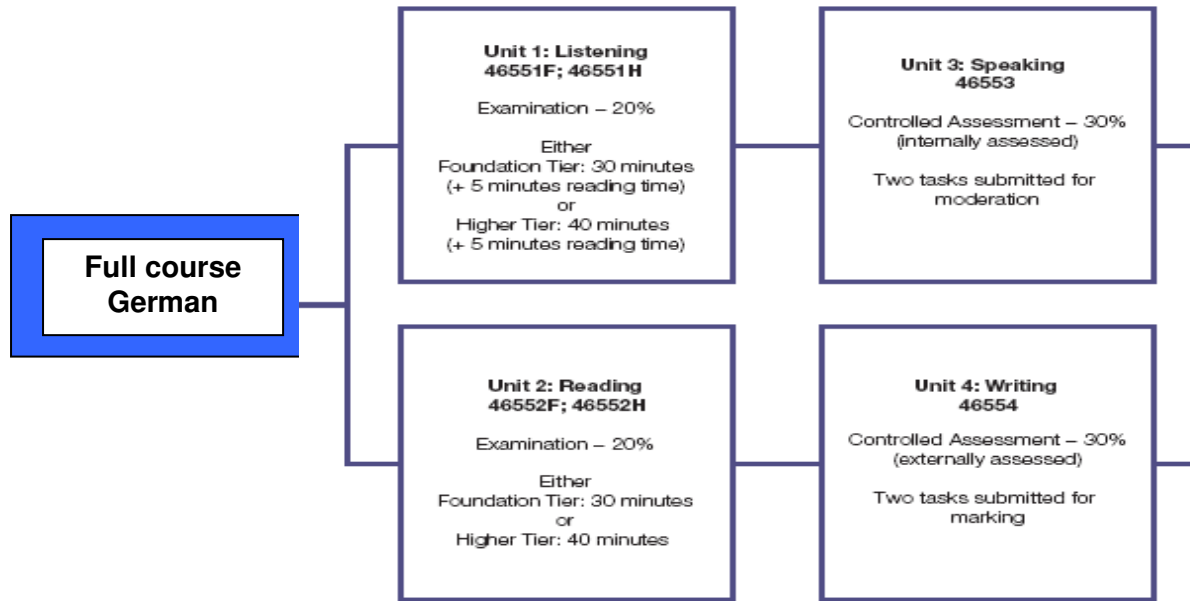 Full course
German
Unit 1: Listening
46551F; 46551H
Examination – 20%
Either
Foundation Tier: 30 minutes
(+ 5 minutes reading time)
or
Higher Tier: 40 minutes
(+ 5 minutes reading time)
Unit 3: Speaking
46553
Controlled Assessment – 30%
(internally assessed)
Two tasks submitted for
moderation
Unit 2: Reading
46552F; 46552H
Examination – 20%
Either
Foundation Tier: 30 minutes
or
Higher Tier: 40 minutes
Unit 4: Writing
46554
Controlled Assessment – 30%
(externally assessed)
Two tasks submitted for
marking